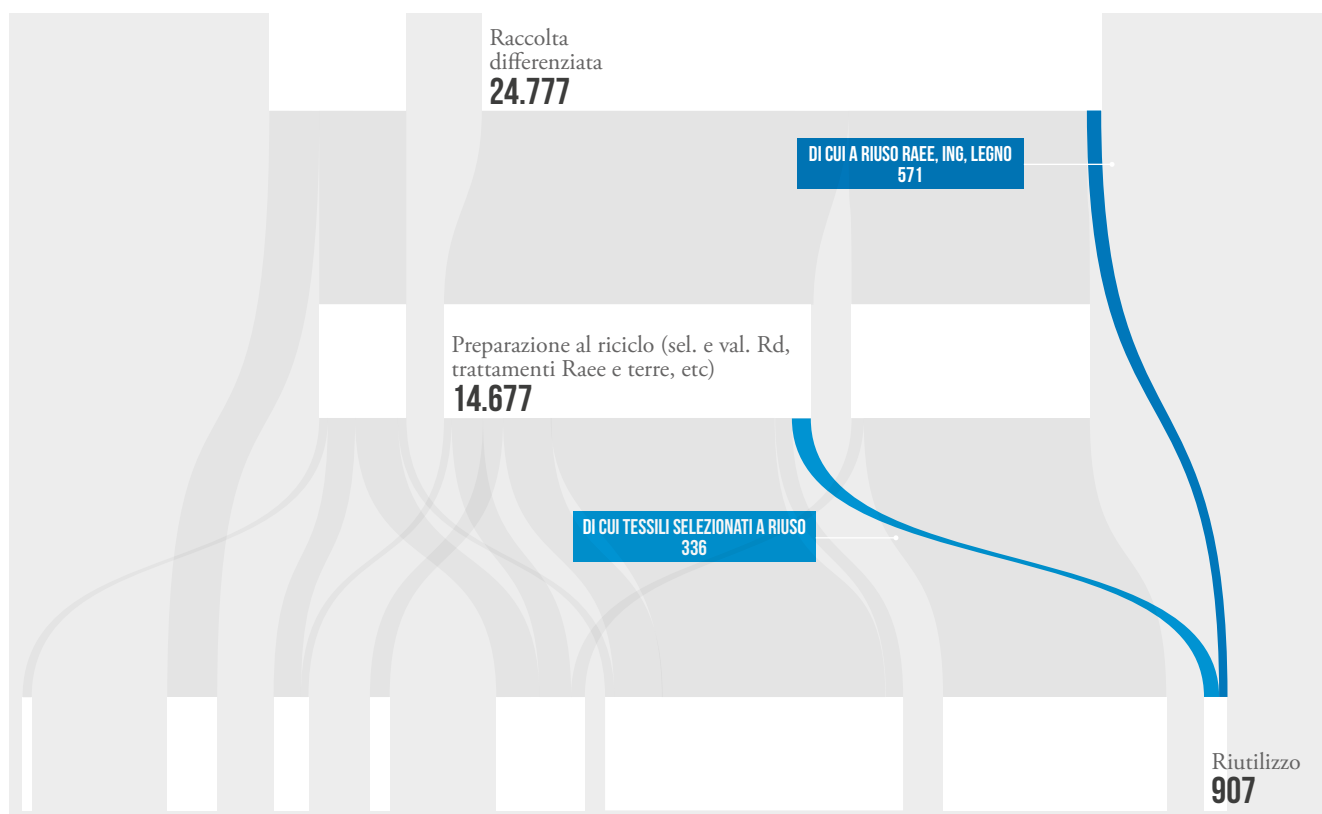 Raccolta
differenziata
24.777
DI CUI A RIUSO RAEE, ING, LEGNO
571
Preparazione al riciclo (sel. e val. Rd,
trattamenti Raee e terre, etc)
14.677
DI CUI TESSILI SELEZIONATI A RIUSO
336
Riutilizzo
907